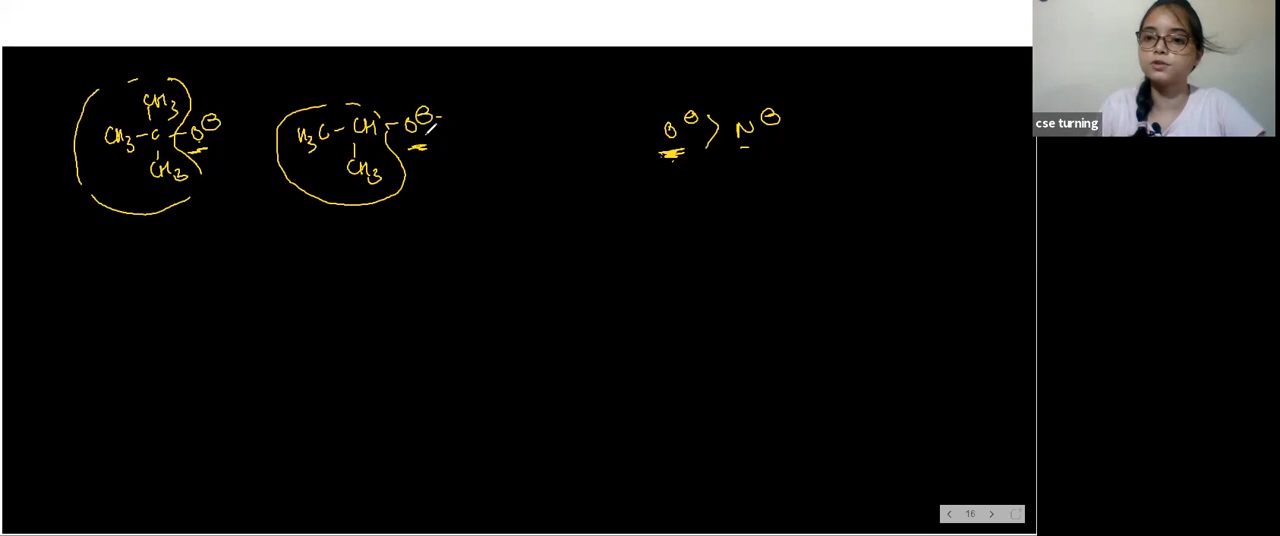 CH3
CH3-C-O⊖
CH3
H3C-CH-O⊖
CH3
O⊖ > N⊖
cse turning
16